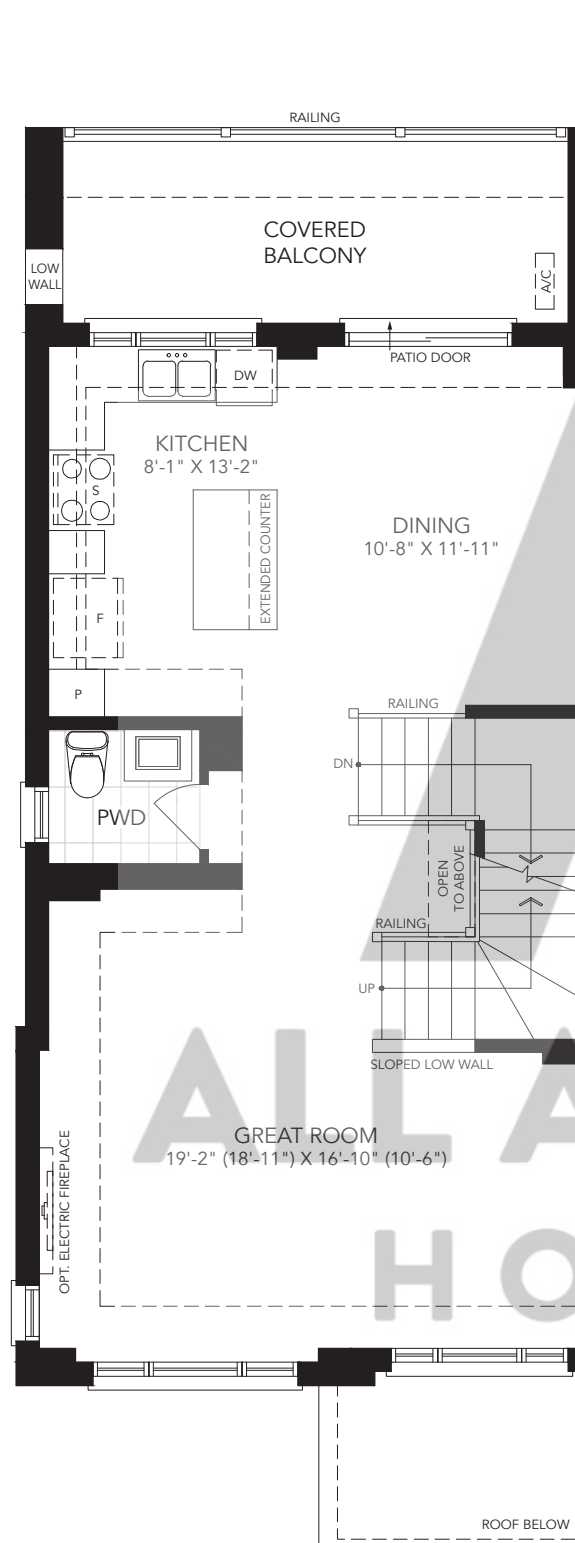 RAILING
COVERED
BALCONY
LOW
WALL
A/C
PATIO DOOR
DW
KITCHEN
8'-1" X 13'-2"
S
EXTENDED COUNTER
DINING
10'-8" X 11'-11"
F
P
RAILING
DN
PWD
OPEN
TO ABOVE
RAILING
UP
SLOPED LOW WALL
ALL A
GREAT ROOM
19'-2" (18'-11") X 16'-10" (10'-6")
OPT. ELECTRIC FIREPLACE
HO
ROOF BELOW